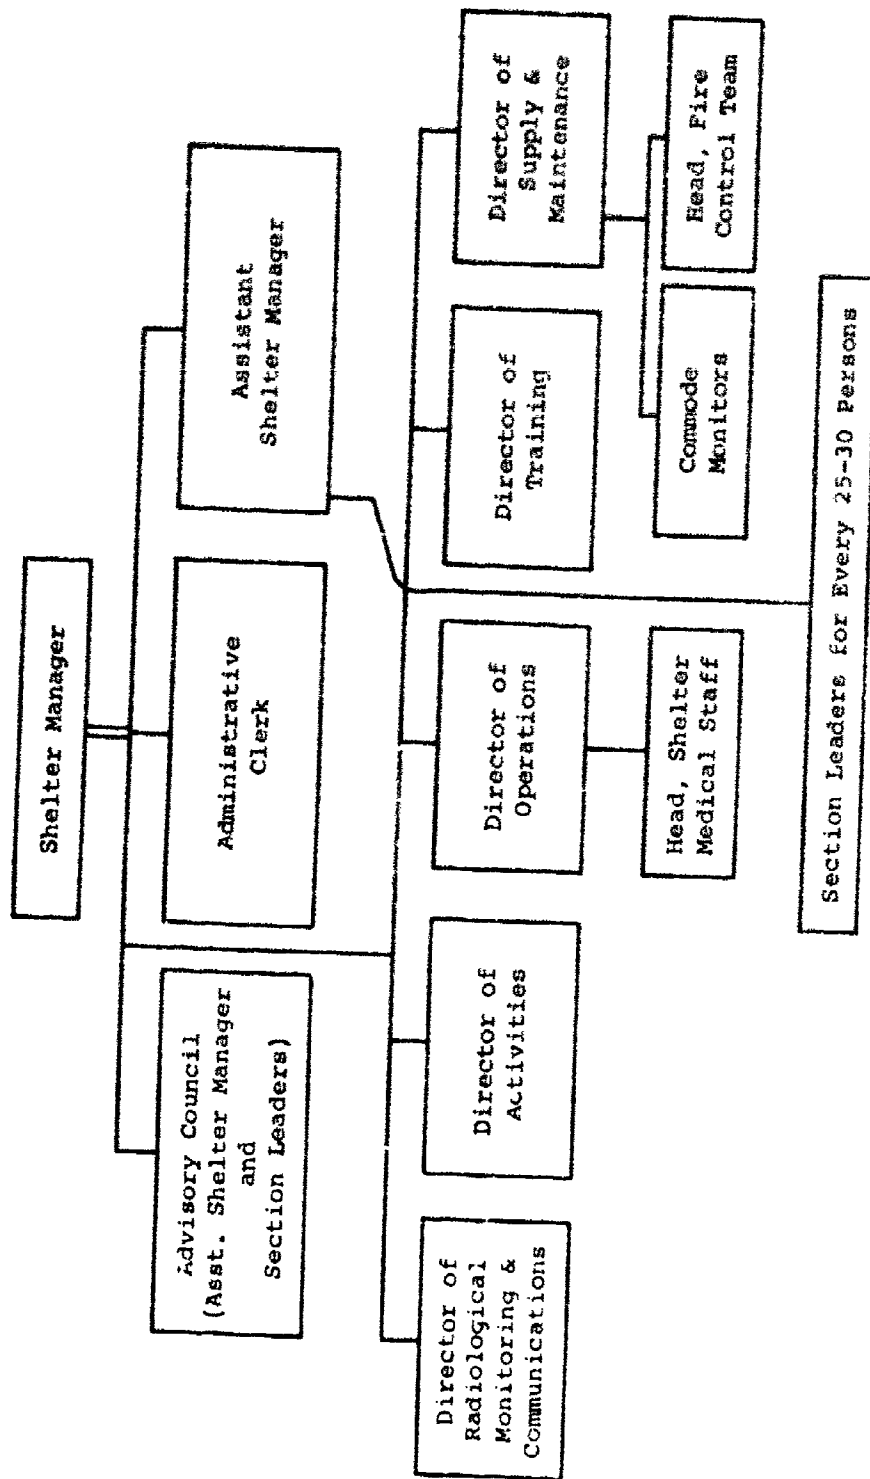 Shelter Manager
Advisory Council
(Asst. Shelter Manager
and
Section Leaders)
Administrative
Clerk
Assistant
Shelter Manager
Director of
Radiological
Monitoring &
Communications
Director of
Activities
Director of
Operations
Director of
Training
Director of
Supply &
Maintenance
Head, Shelter
Medical Staff
Commode
Monitors
Head, Fire
Control Team
Section Leaders for Every 25-30 Persons